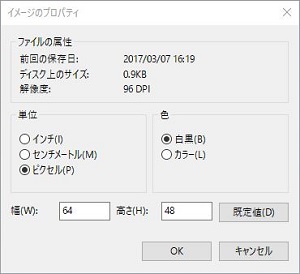 イメージのプロパティ
ファイルの属性
前回の保存日: 2017/03/07 16:19
ディスク上のサイズ: 0.9KB
解像度: 96 DPI
単位
インチ(I)
センチメートル(M)
ピクセル(P)
色
白黒(B)
カラー(L)
幅(W): 64 高さ(H): 48 既定値(D)
OK キャンセル